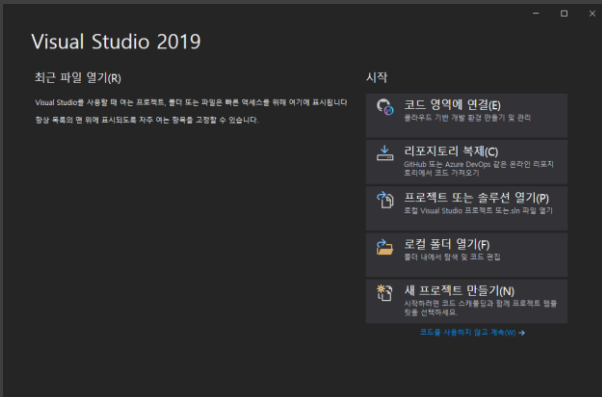 Visual Studio 2019
최근 파일 열기(R)
Visual Studio를 사용할 때 여는 프로젝트, 폴더 또는 파일은 빠른 액세스를 위해 여기에 표시됩니다
항상 목록의 맨 위에 표시되도록 자주 여는 항목을 고정할 수 있습니다.
시작
코드 영역에 연결(E)
클라우드 기반 개발 환경 만들기 및 관리
리포지토리 복제(C)
GitHub 또는 Azure DevOps 같은 온라인 리포지
토리에서 코드 가져오기
프로젝트 또는 솔루션 열기(P)
로컬 Visual Studio 프로젝트 또는 .sln 파일 열기
로컬 폴더 열기(F)
폴더 내에서 탐색 및 코드 편집
새 프로젝트 만들기(N)
시작하려면 코드 스캐폴딩과 함께 프로젝트 템플
릿을 선택하세요.
코드를 사용하지 않고 계속(W) →